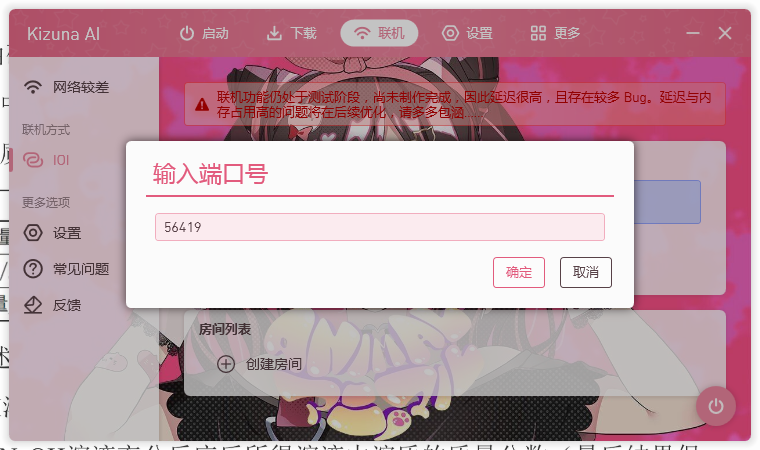 Kizuna AI
启动
下载
联机
设置
更多
网络较差
联机方式
IOI
更多选项
设置
常见问题
反馈
联机功能仍处于测试阶段，尚未制作完成，因此延迟很高，且存在较多 Bug。延迟与内
存占用高的问题将在后续优化，请多多包涵......
输入端口号
56419
确定
取消
房间列表
创建房间